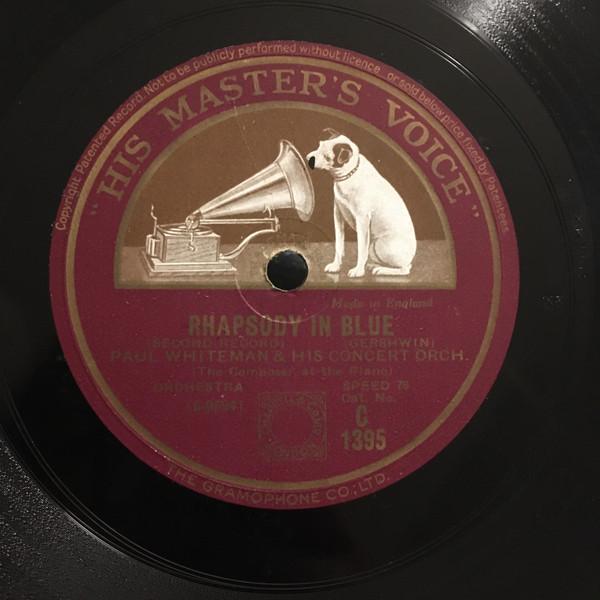 Copyright Patented Record. Not to be publicly performed without licence or sold below price fixed by Patentees.
"HIS MASTER'S VOICE"
Made in England
RHAPSODY IN BLUE
(SECOND RECORD) (GERSHWIN)
PAUL WHITEMAN & HIS CONCERT ORCH.
(The Composer at the Piano)
ORCHESTRA SPEED 78
Cat. No.
C
1395
THE GRAMOPHONE CO., LTD.